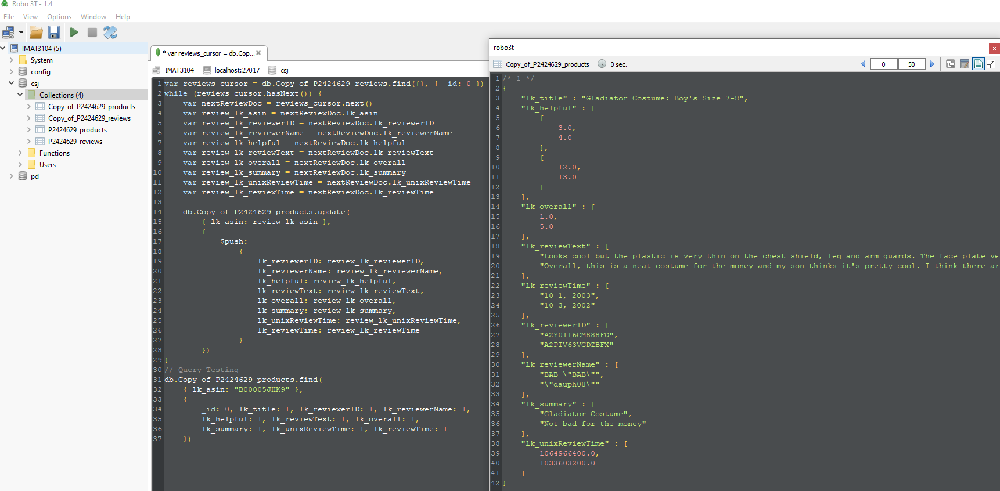 Robo 3T - 1.4
File View Options Window Help
IMAT3104 (5)
System
config
csj
Collections (4)
Copy_of_P2424629_products
Copy_of_P2424629_reviews
P2424629_products
P2424629_reviews
Functions
Users
pd
* var reviews_cursor = db.Cop...
IMAT3104 localhost:27017 csj
1 var reviews_cursor = db.Copy_of_P2424629_reviews.find({}, { _id: 0 })
2 while (reviews_cursor.hasNext()) {
3 var nextReviewDoc = reviews_cursor.next()
4 var review_lk_asin = nextReviewDoc.lk_asin
5 var review_lk_reviewerID = nextReviewDoc.lk_reviewerID
6 var review_lk_reviewerName = nextReviewDoc.lk_reviewerName
7 var review_lk_helpful = nextReviewDoc.lk_helpful
8 var review_lk_reviewText = nextReviewDoc.lk_reviewText
9 var review_lk_overall = nextReviewDoc.lk_overall
10 var review_lk_summary = nextReviewDoc.lk_summary
11 var review_lk_unixReviewTime = nextReviewDoc.lk_unixReviewTime
12 var review_lk_reviewTime = nextReviewDoc.lk_reviewTime
13
14 db.Copy_of_P2424629_products.update(
15 { lk_asin: review_lk_asin },
16 {
17 $push:
18 {
19 lk_reviewerID: review_lk_reviewerID,
20 lk_reviewerName: review_lk_reviewerName,
21 lk_helpful: review_lk_helpful,
22 lk_reviewText: review_lk_reviewText,
23 lk_overall: review_lk_overall,
24 lk_summary: review_lk_summary,
25 lk_unixReviewTime: review_lk_unixReviewTime,
26 lk_reviewTime: review_lk_reviewTime
27 }
28 })
29 }
30 // Query Testing
31 db.Copy_of_P2424629_products.find(
32 { lk_asin: "B00005JHK9" },
33 {
34 _id: 0, lk_title: 1, lk_reviewerID: 1, lk_reviewerName: 1,
35 lk_helpful: 1, lk_reviewText: 1, lk_overall: 1,
36 lk_summary: 1, lk_unixReviewTime: 1, lk_reviewTime: 1
37 })
robo3t x
Copy_of_P2424629_products 0 sec. 0 50
1 /* 1 */
2 {
3 "lk_title" : "Gladiator Costume: Boy's Size 7-8",
4 "lk_helpful" : [
5 [
6 3.0,
7 4.0
8 ],
9 [
10 12.0,
11 13.0
12 ]
13 ],
14 "lk_overall" : [
15 1.0,
16 5.0
17 ],
18 "lk_reviewText" : [
19 "Looks cool but the plastic is very thin on the chest shield, leg and arm guards. The face plate ve
20 "Overall, this is a neat costume for the money and my son thinks it's pretty cool. I think there ar
21 ],
22 "lk_reviewTime" : [
23 "10 1, 2003",
24 "10 3, 2002"
25 ],
26 "lk_reviewerID" : [
27 "A2Y0II6CM888FO",
28 "A2PIV63VGDZBFX"
29 ],
30 "lk_reviewerName" : [
31 "BAB \"BAB\"",
32 "\"dauph08\""
33 ],
34 "lk_summary" : [
35 "Gladiator Costume",
36 "Not bad for the money"
37 ],
38 "lk_unixReviewTime" : [
39 1064966400.0,
40 1033603200.0
41 ]
42 }